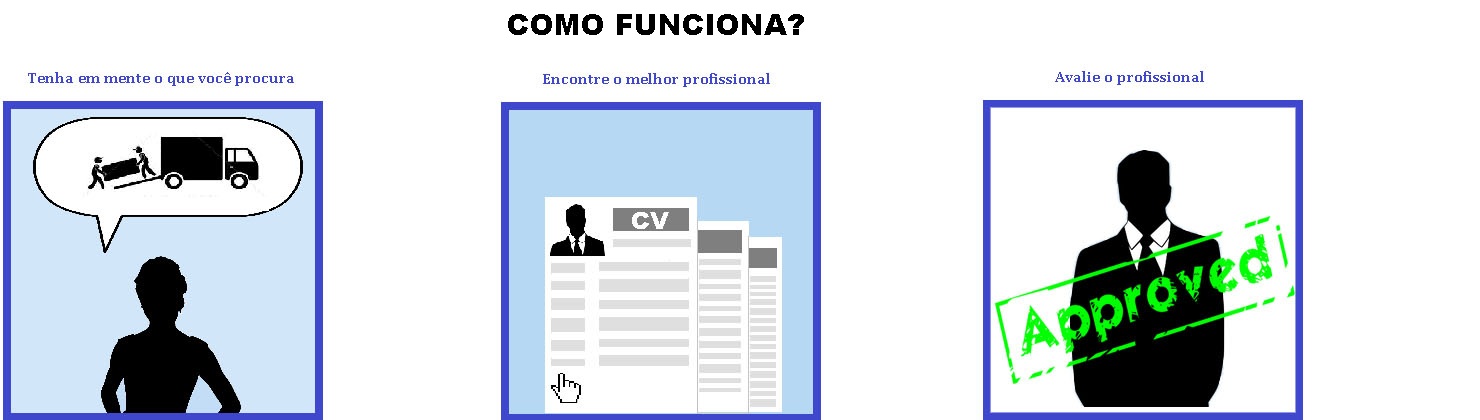 COMO FUNCIONA?
Tenha em mente o que você procura
Encontre o melhor profissional
Avalie o profissional
CV
Approved